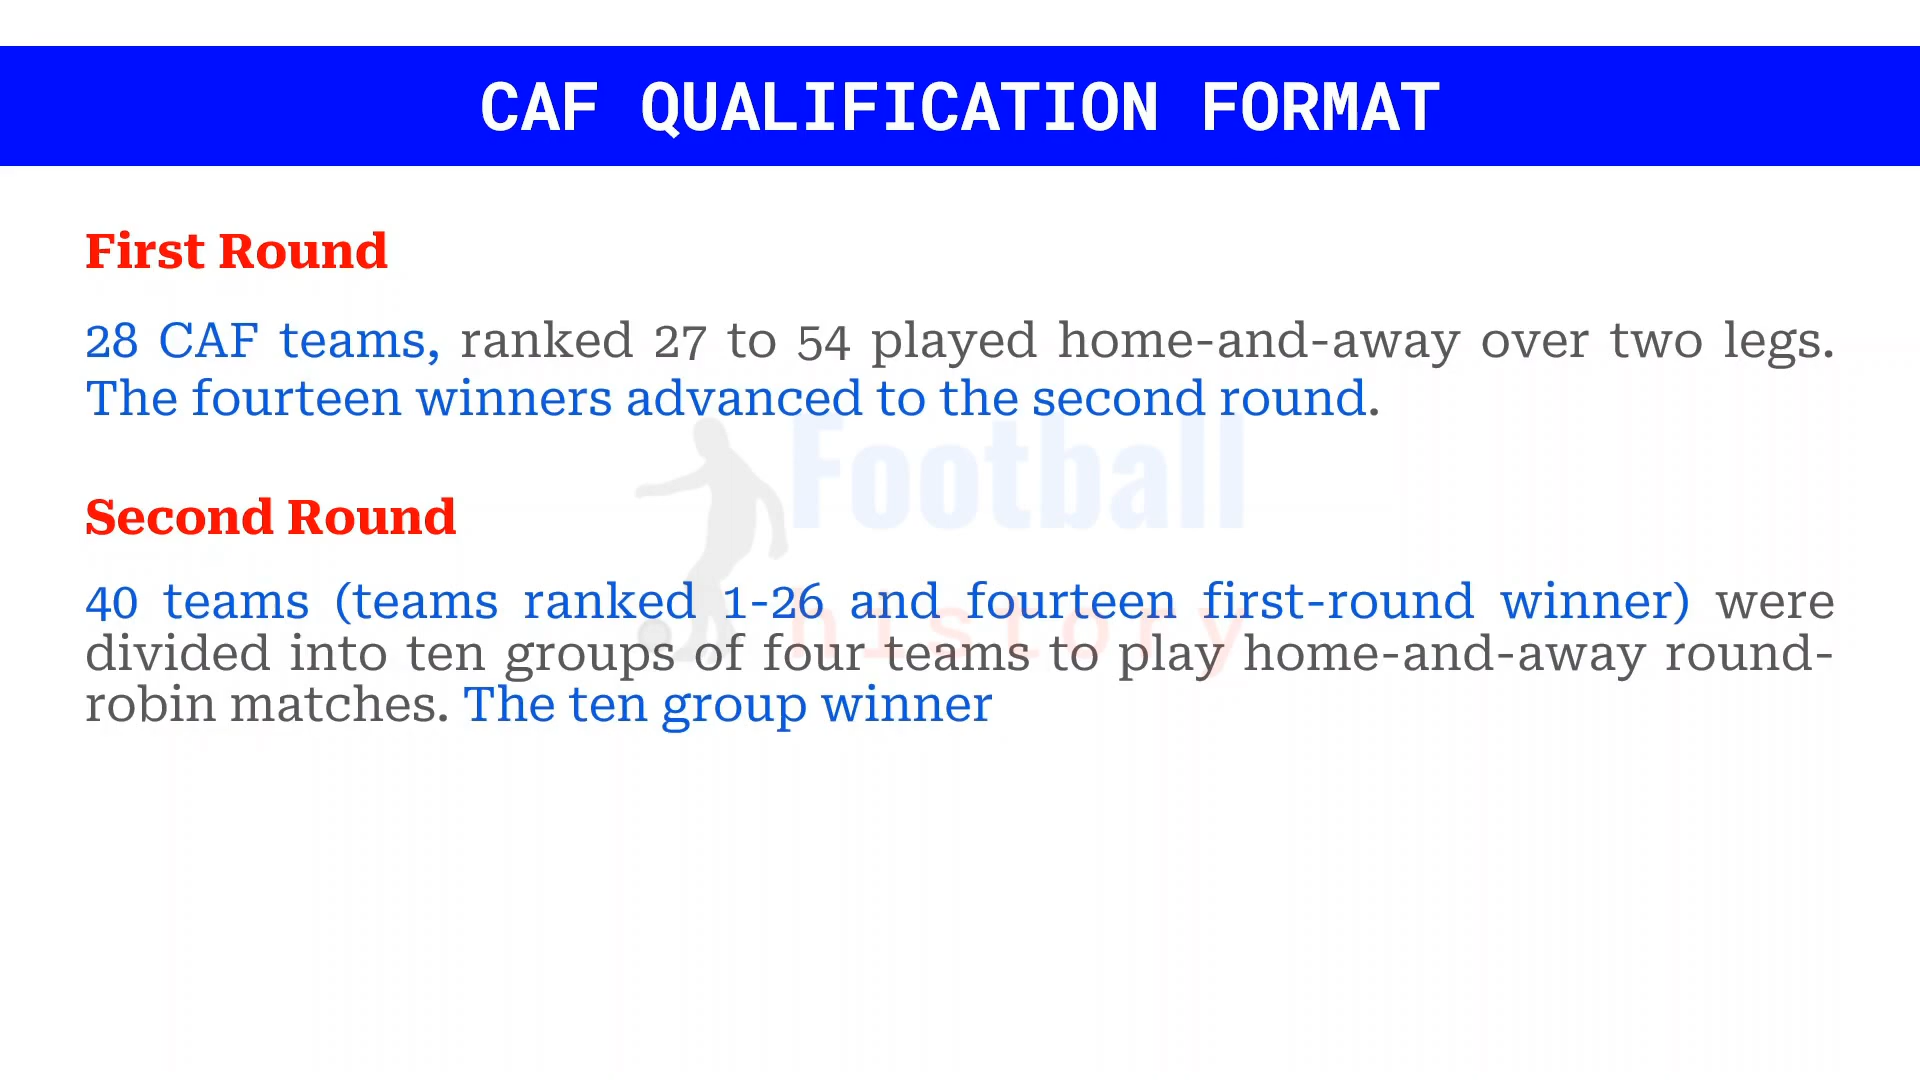 CAF QUALIFICATION FORMAT
First Round
28 CAF teams, ranked 27 to 54 played home-and-away over two legs.
The fourteen winners advanced to the second round.
Football
Second Round
40 teams (teams ranked 1-26 and fourteen first-round winner) were
history
divided into ten groups of four teams to play home-and-away round-
robin matches. The ten group winner